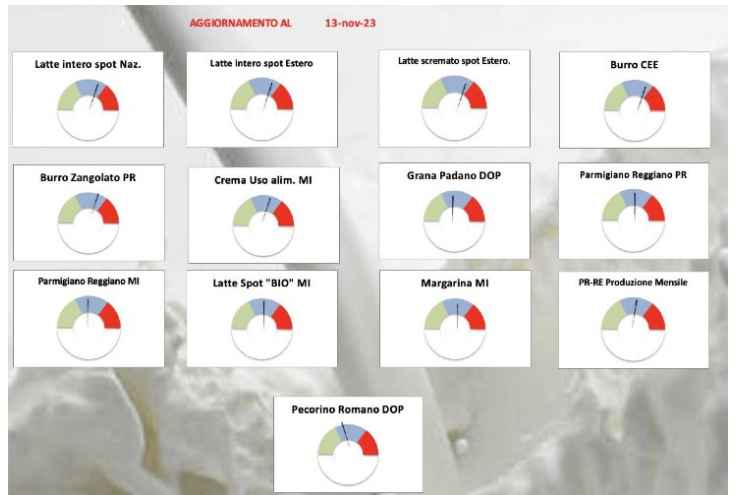 AGGIORNAMENTO AL 13-nov-23
Latte intero spot Naz.
Latte intero spot Estero
Latte scremato spot Estero.
Burro CEE
Burro Zangolato PR
Crema Uso alim. MI
Grana Padano DOP
Parmigiano Reggiano PR
Parmigiano Reggiano MI
Latte Spot "BIO" MI
Margarina MI
PR-RE Produzione Mensile
Pecorino Romano DOP